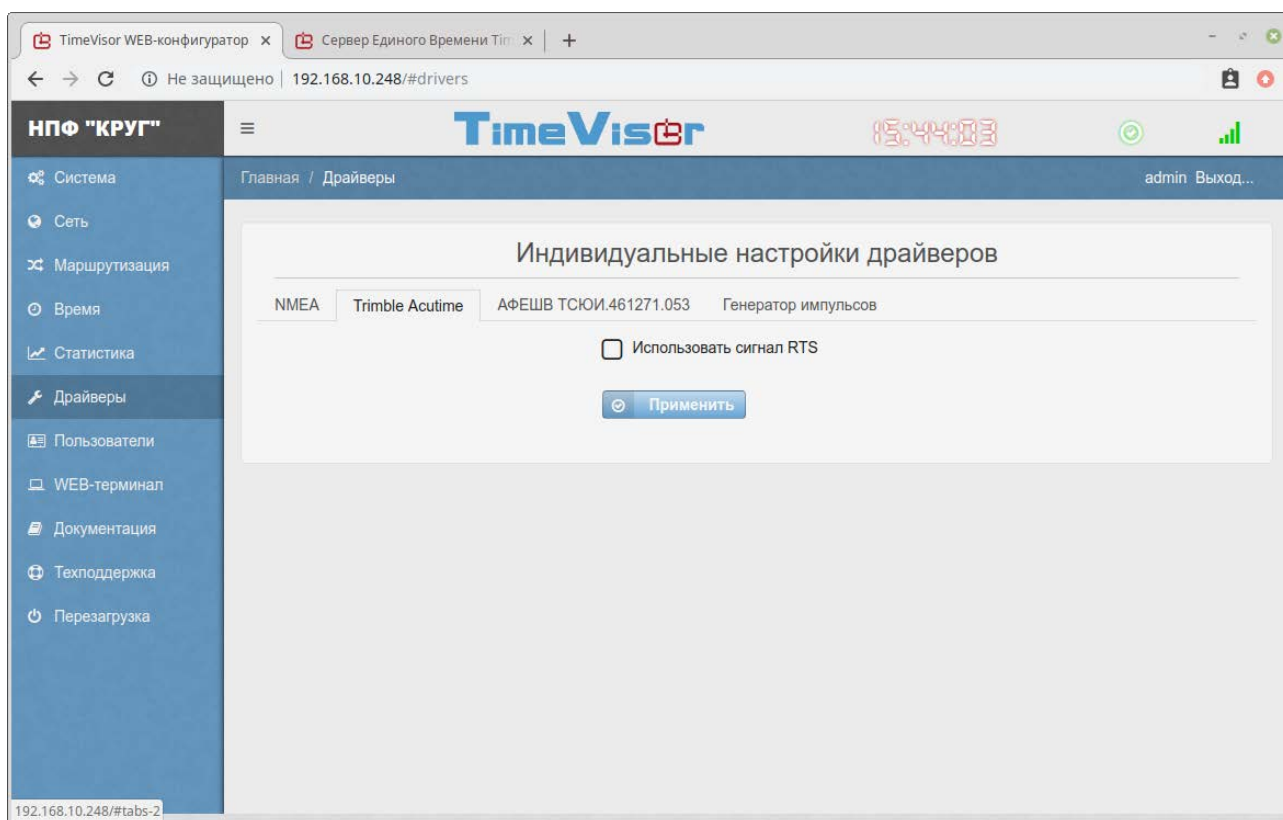 TimeVisor WEB-конфигуратор
Сервер Единого Времени Tim
Не защищено 192.168.10.248/#drivers
НПФ "КРУГ"
TimeVisor
15:44:03
Система
Главная / Драйверы
admin Выход...
Сеть
Маршрутизация
Время
Статистика
Драйверы
Пользователи
WEB-терминал
Документация
Техподдержка
Перезагрузка
Индивидуальные настройки драйверов
NMEA Trimble Acutime АФЕШВ ТСЮИ.461271.053 Генератор импульсов
Использовать сигнал RTS
Применить
192.168.10.248/#tabs-2